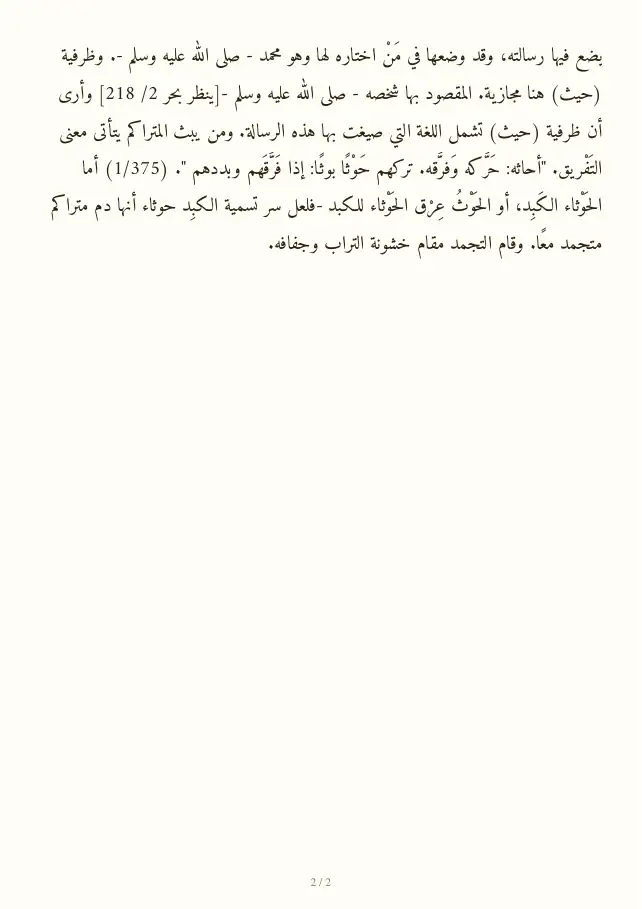 يضع فيها رسالته، وقد وضعها في مَنْ اختاره لها وهو محمد - صلى الله عليه وسلم -. وظرفية
(حيث) هنا مجازية. المقصود بها شخصه - صلى الله عليه وسلم -[ينظر بحر 2/ 218] وأرى
أن ظرفية (حيث) تشمل اللغة التي صيغت بها هذه الرسالة. ومن يبث المتراكم يتأتى معنى
التَفْريق. "أحاثه: حَرَّكه وَفرَّقه. تركهم حَوْثًا بوثًا: إذا فَرَّقَهم وبددهم ". (1/375) أما
الحَوْثاء الكَبِد، أو الحَوْثُ عِرْق الحَوْثاء للكبد -فلعل سر تسمية الكبِد حوثاء أنها دم متراكم
متجمد معًا. وقام التجمد مقام خشونة التراب وجفافه.
2 / 2